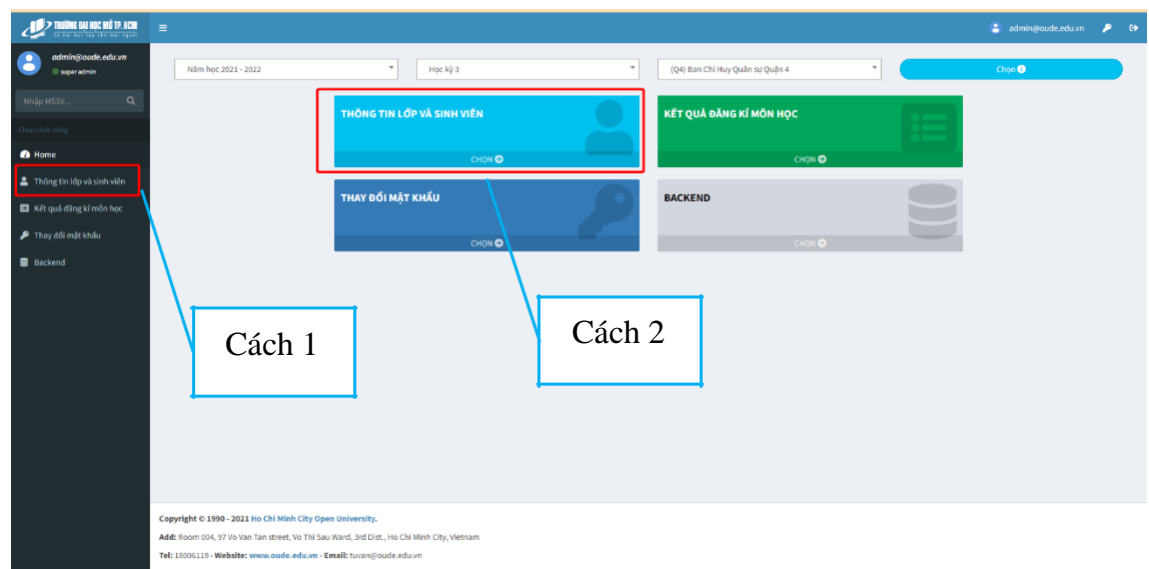 TRƯỜNG ĐẠI HỌC MỞ TP. HCM
admin@oude.edu.vn
admin@oude.edu.vn
super admin
Năm học 2021 - 2022
Học kỳ 3
(Q4) Ban Chỉ Huy Quân sự Quận 4
Chọn
Nhập MSSV...
Chọn chức năng
Home
Thông tin lớp và sinh viên
Kết quả đăng kí môn học
Thay đổi mật khẩu
Backend
THÔNG TIN LỚP VÀ SINH VIÊN
CHỌN
KẾT QUẢ ĐĂNG KÍ MÔN HỌC
CHỌN
THAY ĐỔI MẬT KHẨU
CHỌN
BACKEND
CHỌN
Cách 1
Cách 2
Copyright © 1990 - 2021 Ho Chi Minh City Open University.
Add: Room 004, 97 Vo Van Tan street, Vo Thi Sau Ward, 3rd Dist., Ho Chi Minh City, Vietnam
Tel: 18006119 - Website: www.oude.edu.vn - Email: tuvan@oude.edu.vn